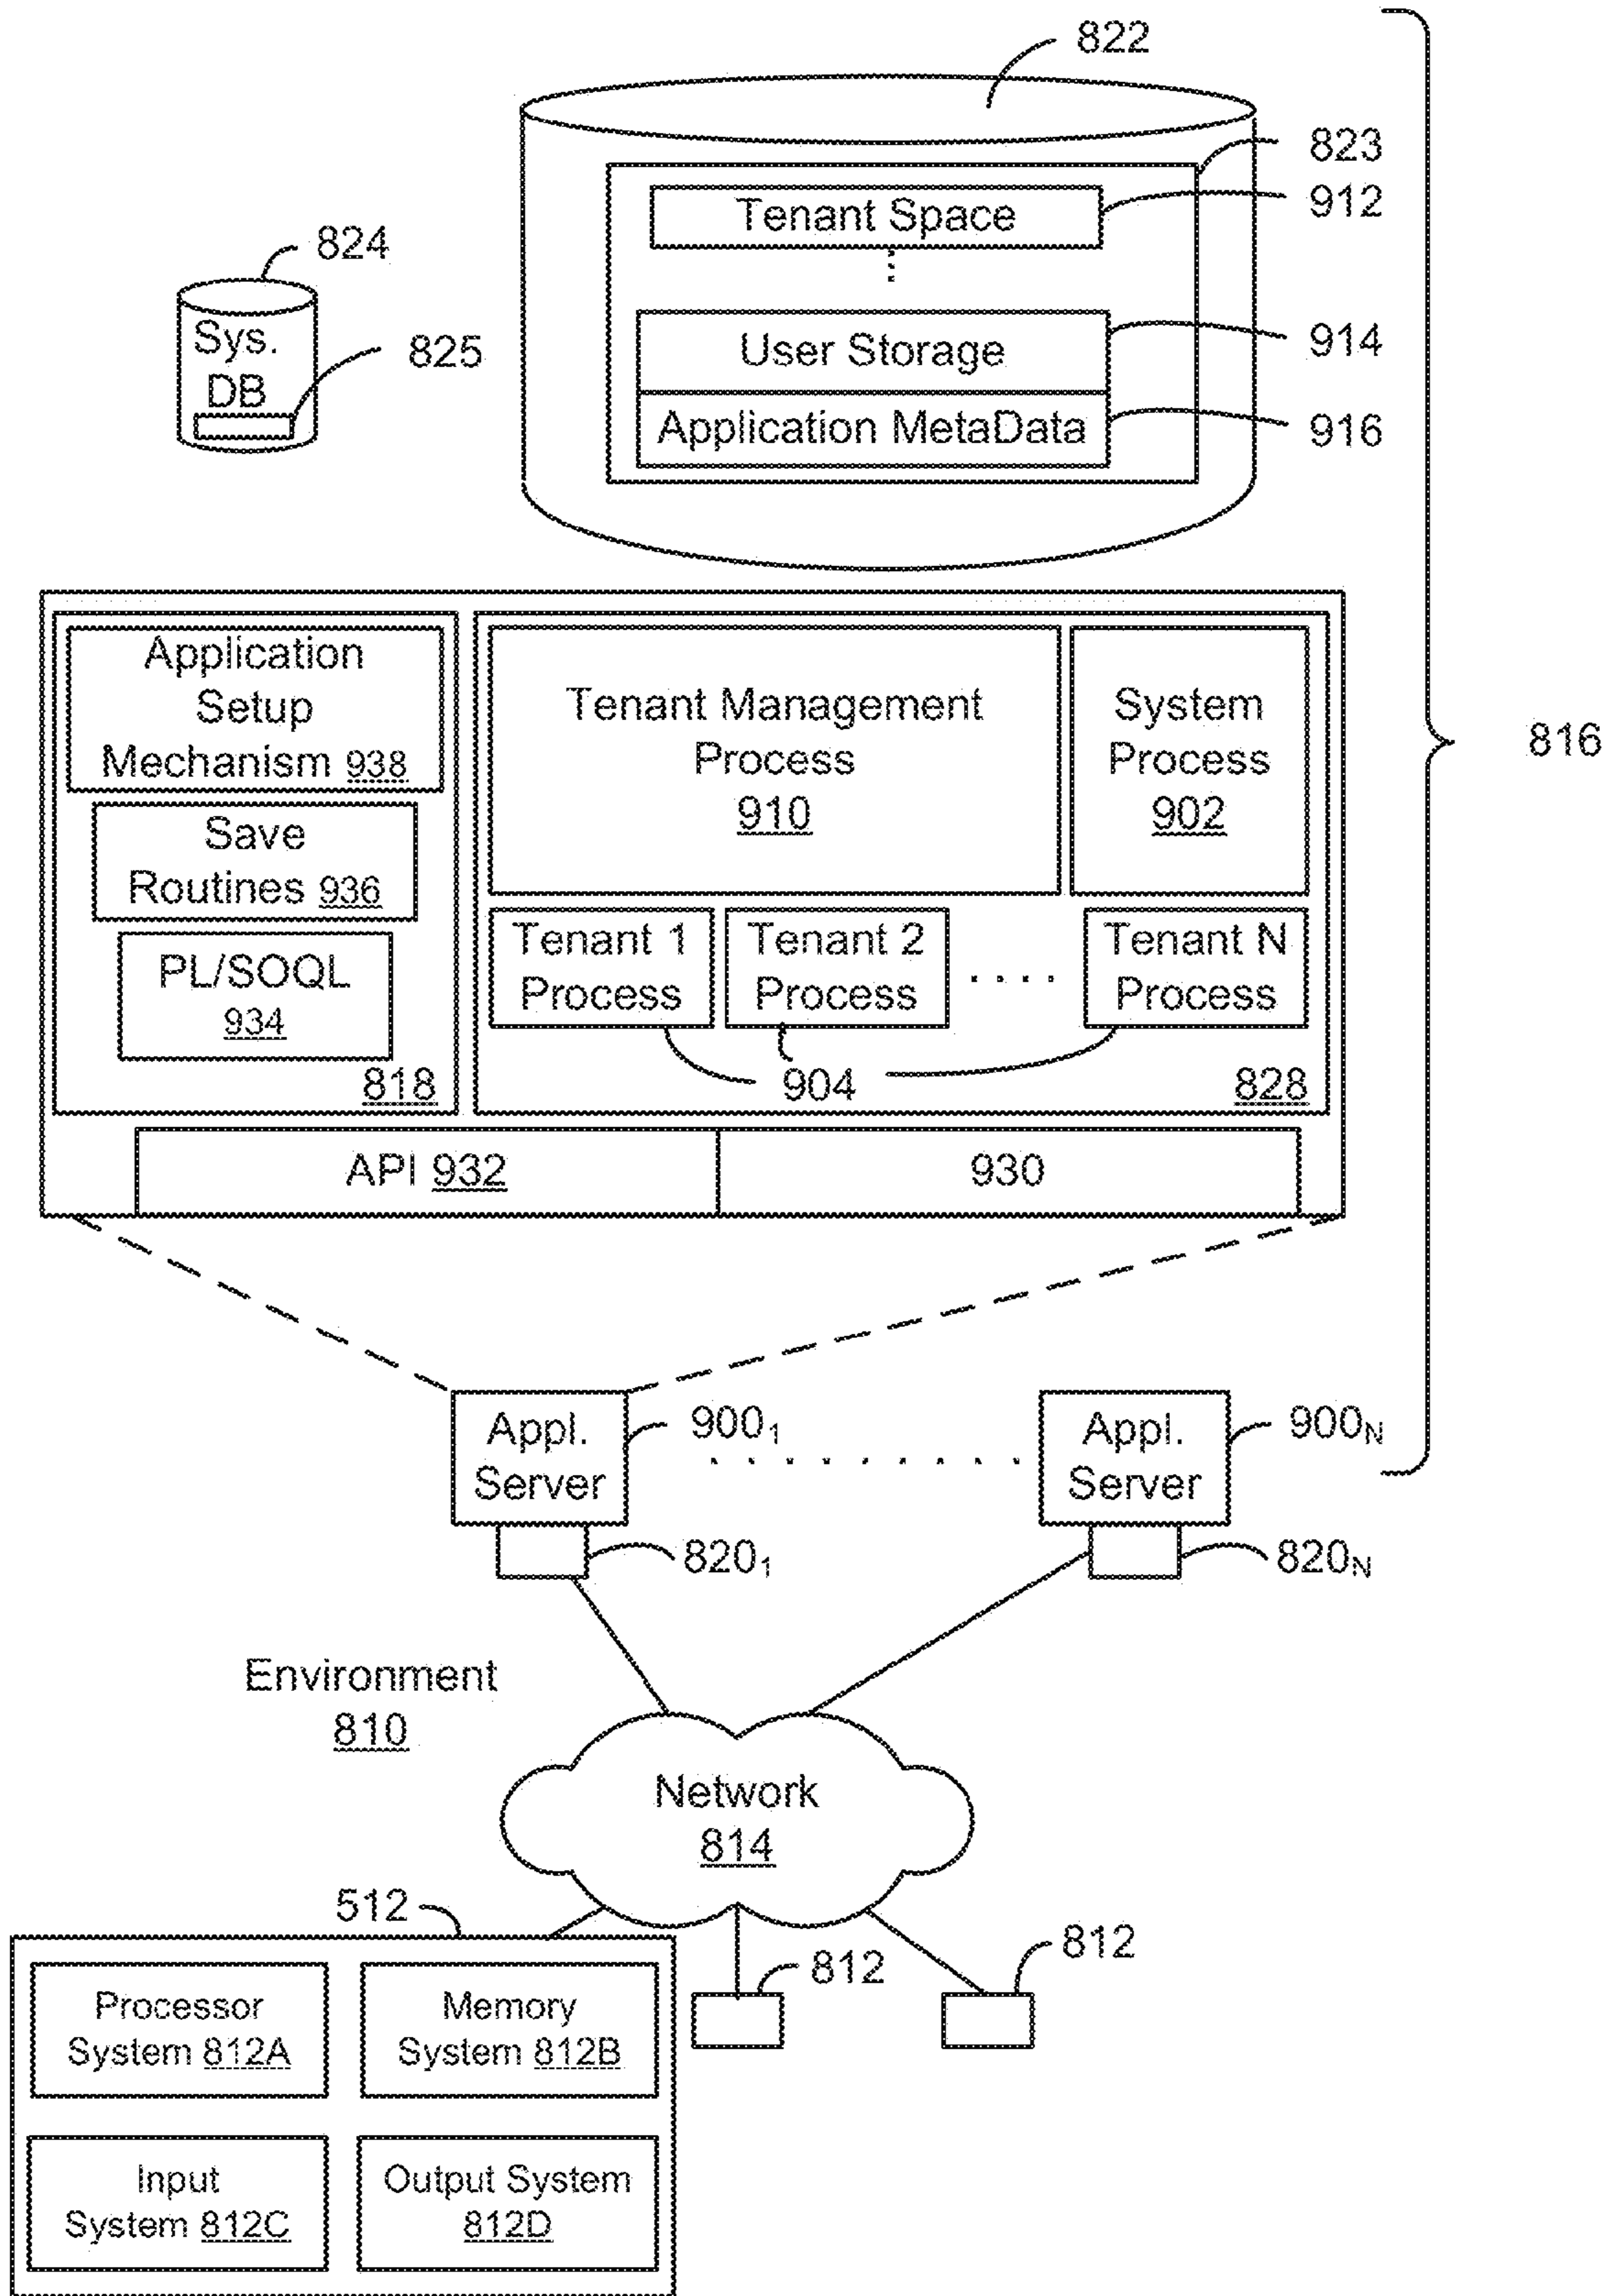 822
823
Tenant Space
912
824
Sys.
DB
825
User Storage
914
Application MetaData
916
Application
Setup
Mechanism 938
Tenant Management
Process
910
System
Process
902
816
Save
Routines 936
PL/SOQL
934
Tenant 1
Process
Tenant 2
Process
. . . .
Tenant N
Process
904
818
828
API 932
930
Appl.
Server
900₁
Appl.
Server
900N
820₁
820N
Environment
810
Network
814
512
812
812
Processor
System 812A
Memory
System 812B
Input
System 812C
Output System
812D